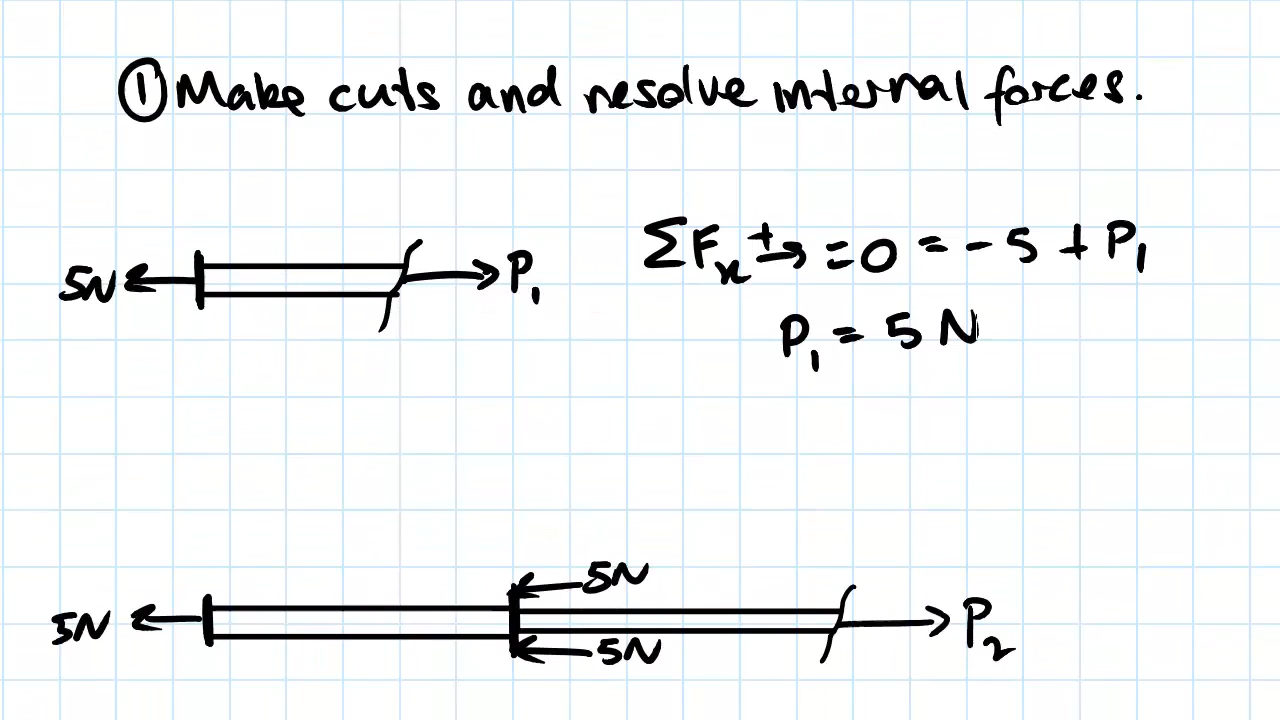 ① Make cuts and resolve internal forces.
5N P₁ ΣFₓ →⁺ = 0 = - 5 + P₁
P₁ = 5 N
5N
5N P₂
5N